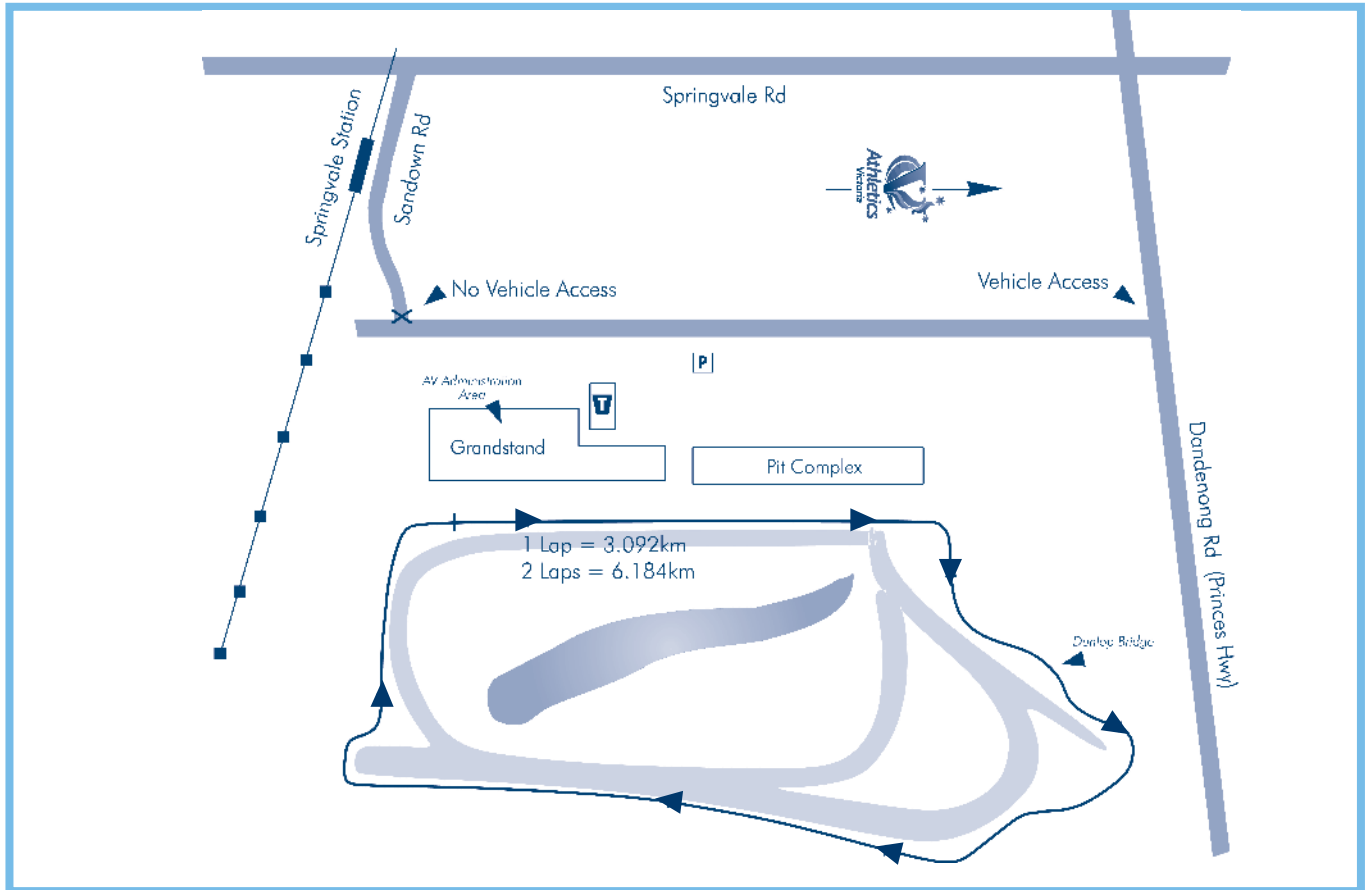 Springvale Rd
Springvale Station
Sandown Rd
Athletics
Victoria
No Vehicle Access
Vehicle Access
P
AV Administration
Area
T
Grandstand
Pit Complex
Dandenong Rd (Princes Hwy)
1 Lap = 3.092km
2 Laps = 6.184km
Dunlop Bridge